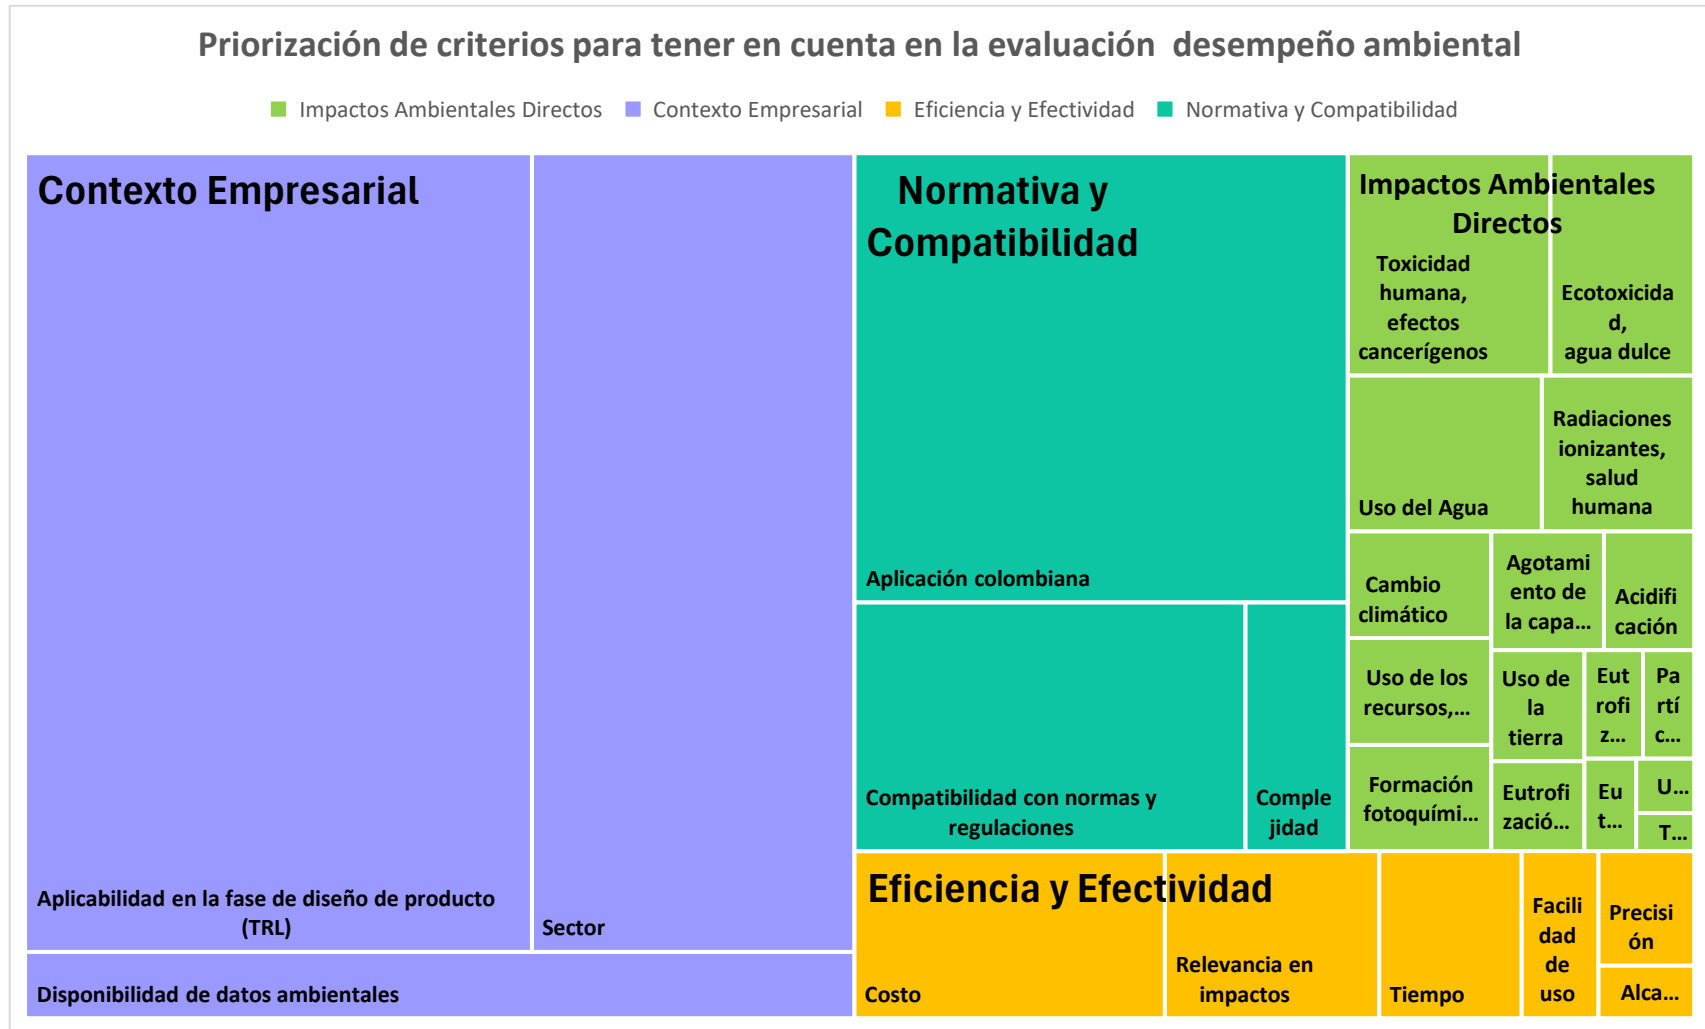 Priorización de criterios para tener en cuenta en la evaluación desempeño ambiental
Impactos Ambientales Directos
Contexto Empresarial
Eficiencia y Efectividad
Normativa y Compatibilidad
Contexto Empresarial
Aplicabilidad en la fase de diseño de producto
(TRL)
Sector
Disponibilidad de datos ambientales
Normativa y
Compatibilidad
Aplicación colombiana
Compatibilidad con normas y
regulaciones
Comple
jidad
Impactos Ambientales
Directos
Toxicidad
humana,
efectos
cancerígenos
Ecotoxicida
d,
agua dulce
Uso del Agua
Radiaciones
ionizantes,
salud
humana
Cambio
climático
Agotami
ento de
la capa...
Acidifi
cación
Uso de los
recursos,...
Uso de
la
tierra
Eut
rofi
z...
Pa
rtí
c...
Formación
fotoquími...
Eutrofi
zació...
Eu
t...
U...
T...
Eficiencia y Efectividad
Costo
Relevancia en
impactos
Tiempo
Facili
dad
de
uso
Precisi
ón
Alca...